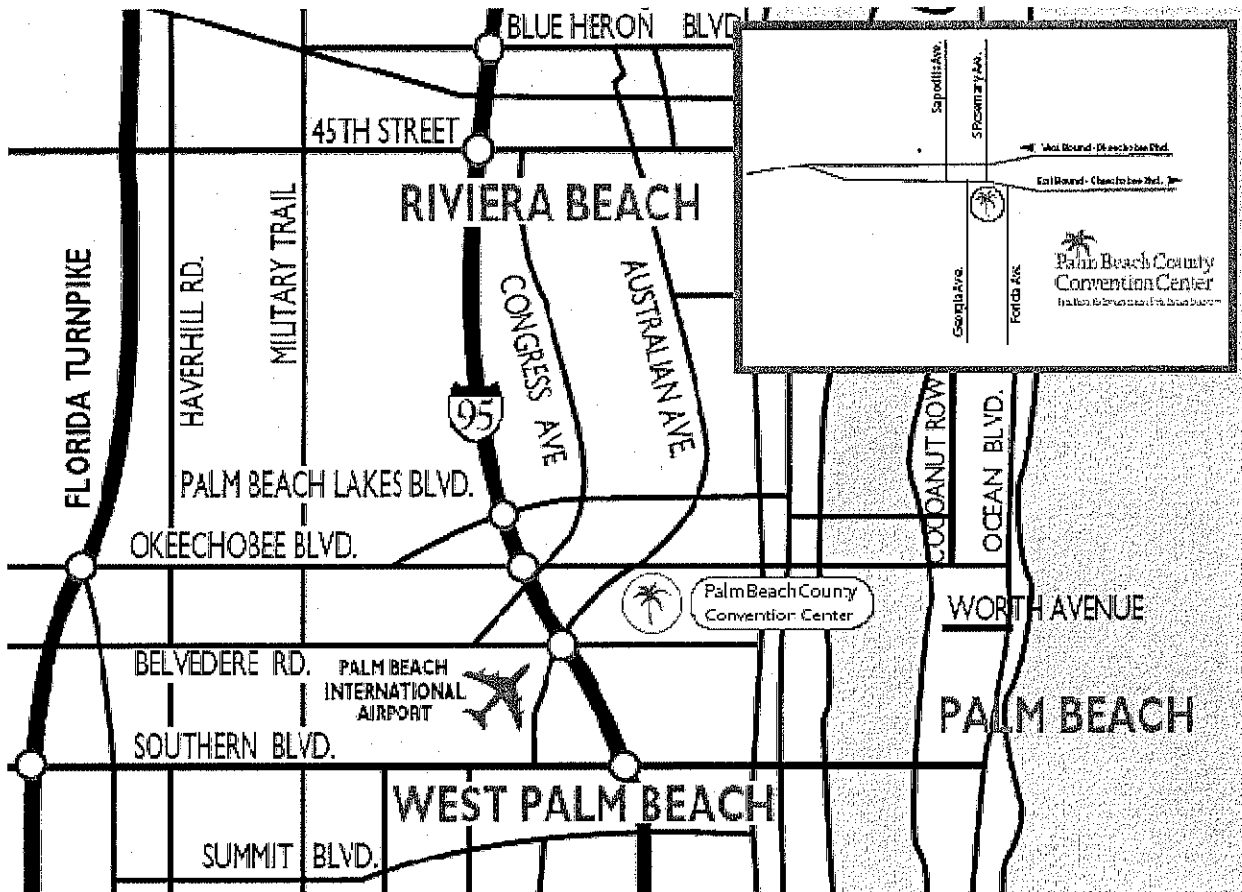 BLUE HERON BLVD
45TH STREET
RIVIERA BEACH
FLORIDA TURNPIKE
HAVERHILL RD.
MILITARY TRAIL
CONGRESS AVE
AUSTRALIAN AVE.
95
PALM BEACH LAKES BLVD.
OKEECHOBEE BLVD.
Palm Beach County
Convention Center
BELVEDERE RD.
PALM BEACH
INTERNATIONAL
AIRPORT
SOUTHERN BLVD.
WEST PALM BEACH
SUMMIT BLVD.
COCOANUT ROW
OCEAN BLVD.
WORTH AVENUE
PALM BEACH
Sapodilla Ave.
S Rosemary Ave.
West Bound - Okeechobee Blvd.
East Bound - Okeechobee Blvd.
Georgia Ave.
Florida Ave.
Palm Beach County
Convention Center